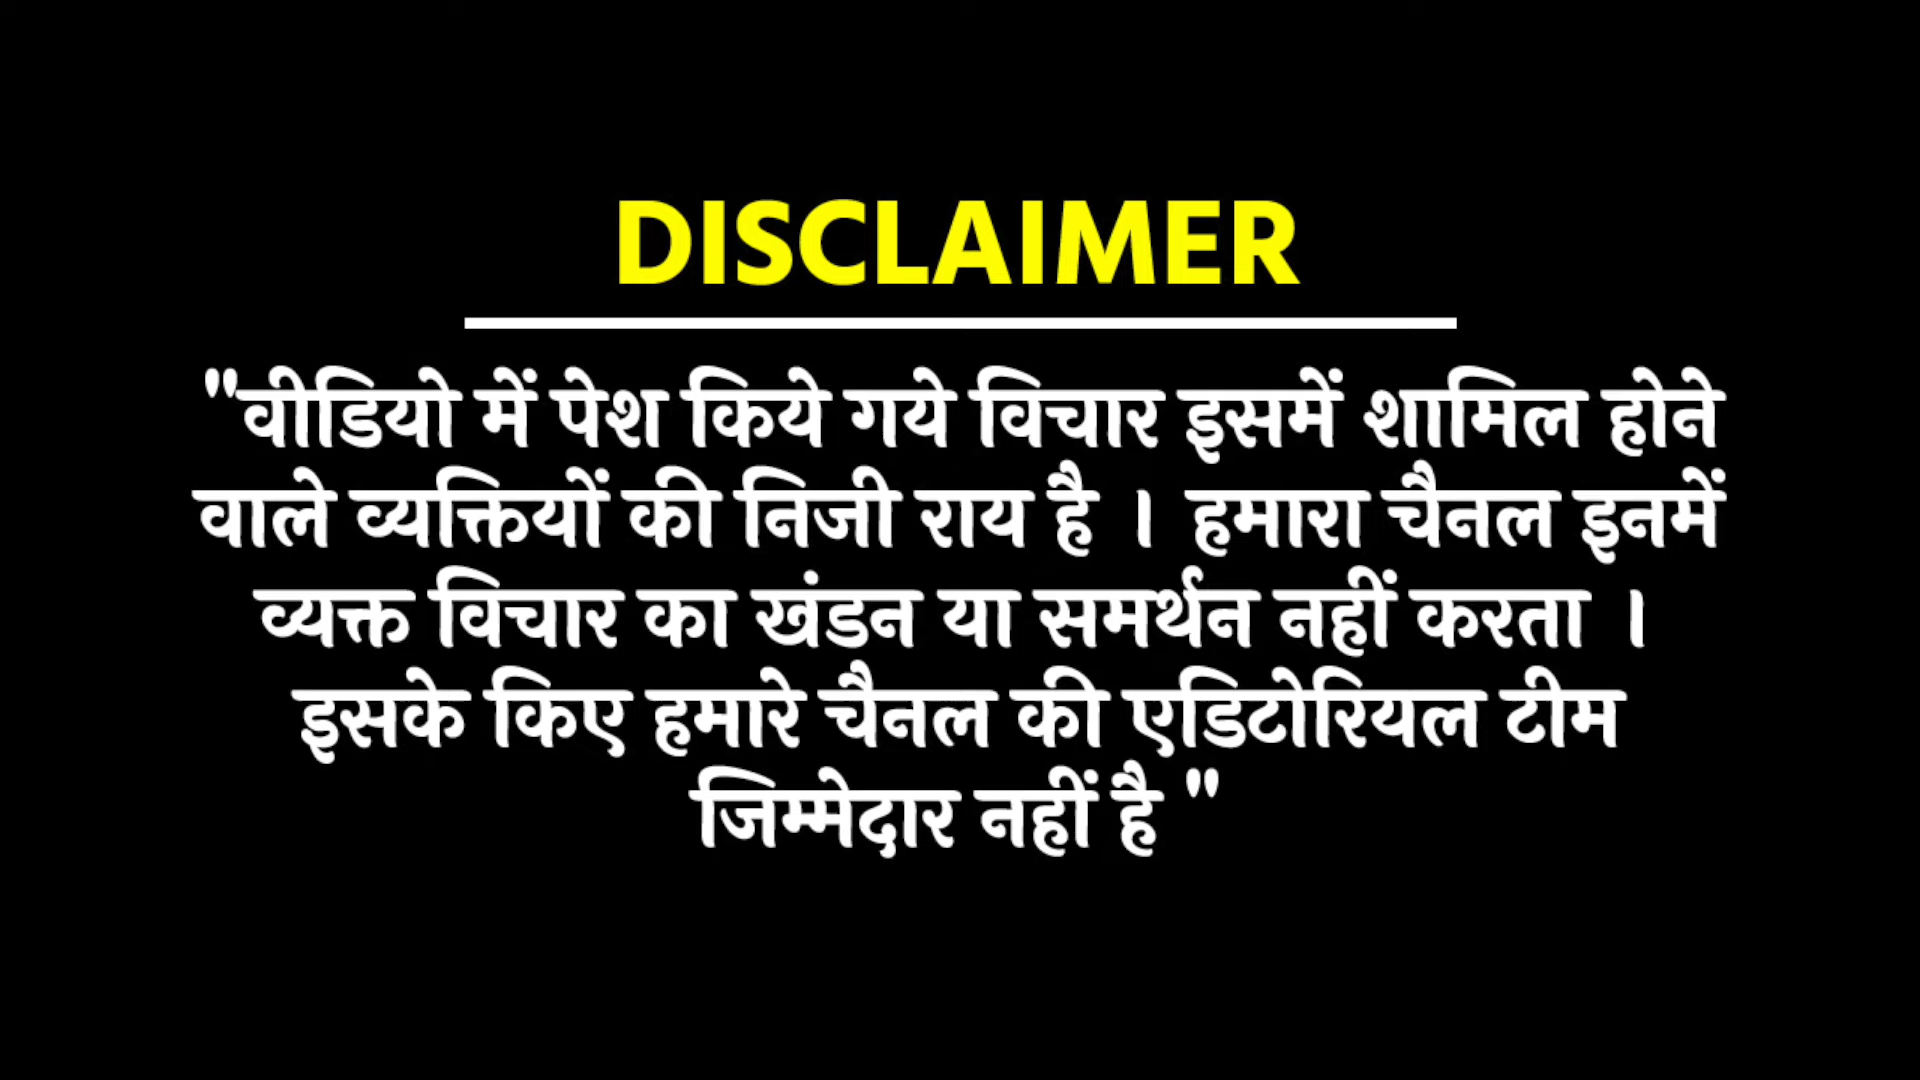 DISCLAIMER
"वीडियो में पेश किये गये विचार इसमें शामिल होने
वाले व्यक्तियों की निजी राय है । हमारा चैनल इनमें
व्यक्त विचार का खंडन या समर्थन नहीं करता ।
इसके किए हमारे चैनल की एडिटोरियल टीम
जिम्मेदार नहीं है "